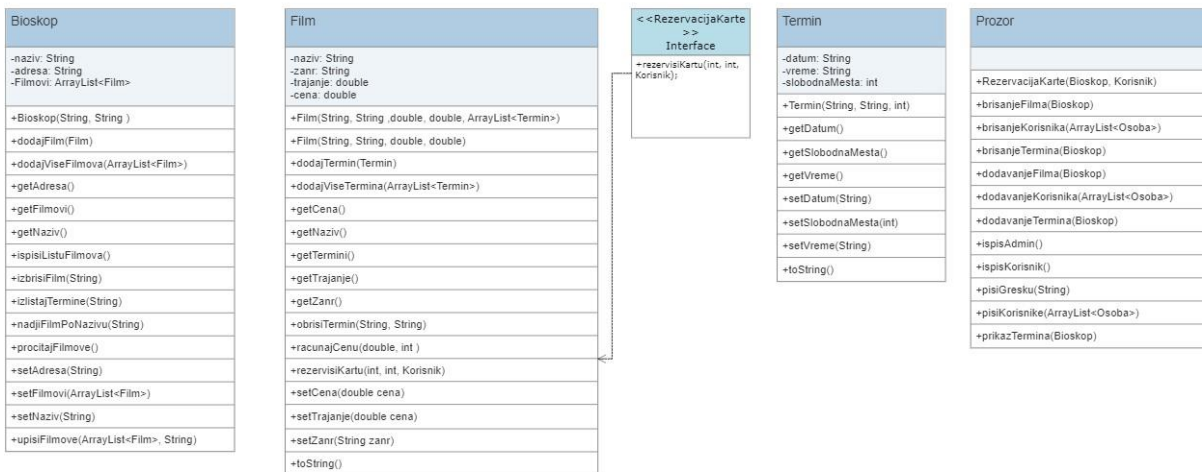 Bioskop
-naziv: String
-adresa: String
-Filmovi: ArrayList<Film>
+Bioskop(String, String )
+dodajFilm(Film)
+dodajViseFilmova(ArrayList<Film>)
+getAdresa()
+getFilmovi()
+getNaziv()
+ispisiListuFilmova()
+izbrisiFilm(String)
+izlistajTermine(String)
+nadjiFilmPoNazivu(String)
+procitajFilmove()
+setAdresa(String)
+setFilmovi(ArrayList<Film>)
+setNaziv(String)
+upisiFilmove(ArrayList<Film>, String)
Film
-naziv: String
-zanr: String
-trajanje: double
-cena: double
+Film(String, String ,double, double, ArrayList<Termin>)
+Film(String, String, double, double)
+dodajTermin(Termin)
+dodajViseTermina(ArrayList<Termin>)
+getCena()
+getNaziv()
+getTermini()
+getTrajanje()
+getZanr()
+obrisiTermin(String, String)
+racunajCenu(double, int )
+rezervisiKartu(int, int, Korisnik)
+setCena(double cena)
+setTrajanje(double cena)
+setZanr(String zanr)
+toString()
<<RezervacijaKarte
>>
Interface
+rezervisiKartu(int, int,
Korisnik);
Termin
-datum: String
-vreme: String
-slobodnaMesta: int
+Termin(String, String, int)
+getDatum()
+getSlobodnaMesta()
+getVreme()
+setDatum(String)
+setSlobodnaMesta(int)
+setVreme(String)
+toString()
Prozor
+RezervacijaKarte(Bioskop, Korisnik)
+brisanjeFilma(Bioskop)
+brisanjeKorisnika(ArrayList<Osoba>)
+brisanjeTermina(Bioskop)
+dodavanjeFilma(Bioskop)
+dodavanjeKorisnika(ArrayList<Osoba>)
+dodavanjeTermina(Bioskop)
+ispisAdmin()
+ispisKorisnik()
+pisiGresku(String)
+pisiKorisnike(ArrayList<Osoba>)
+prikazTermina(Bioskop)